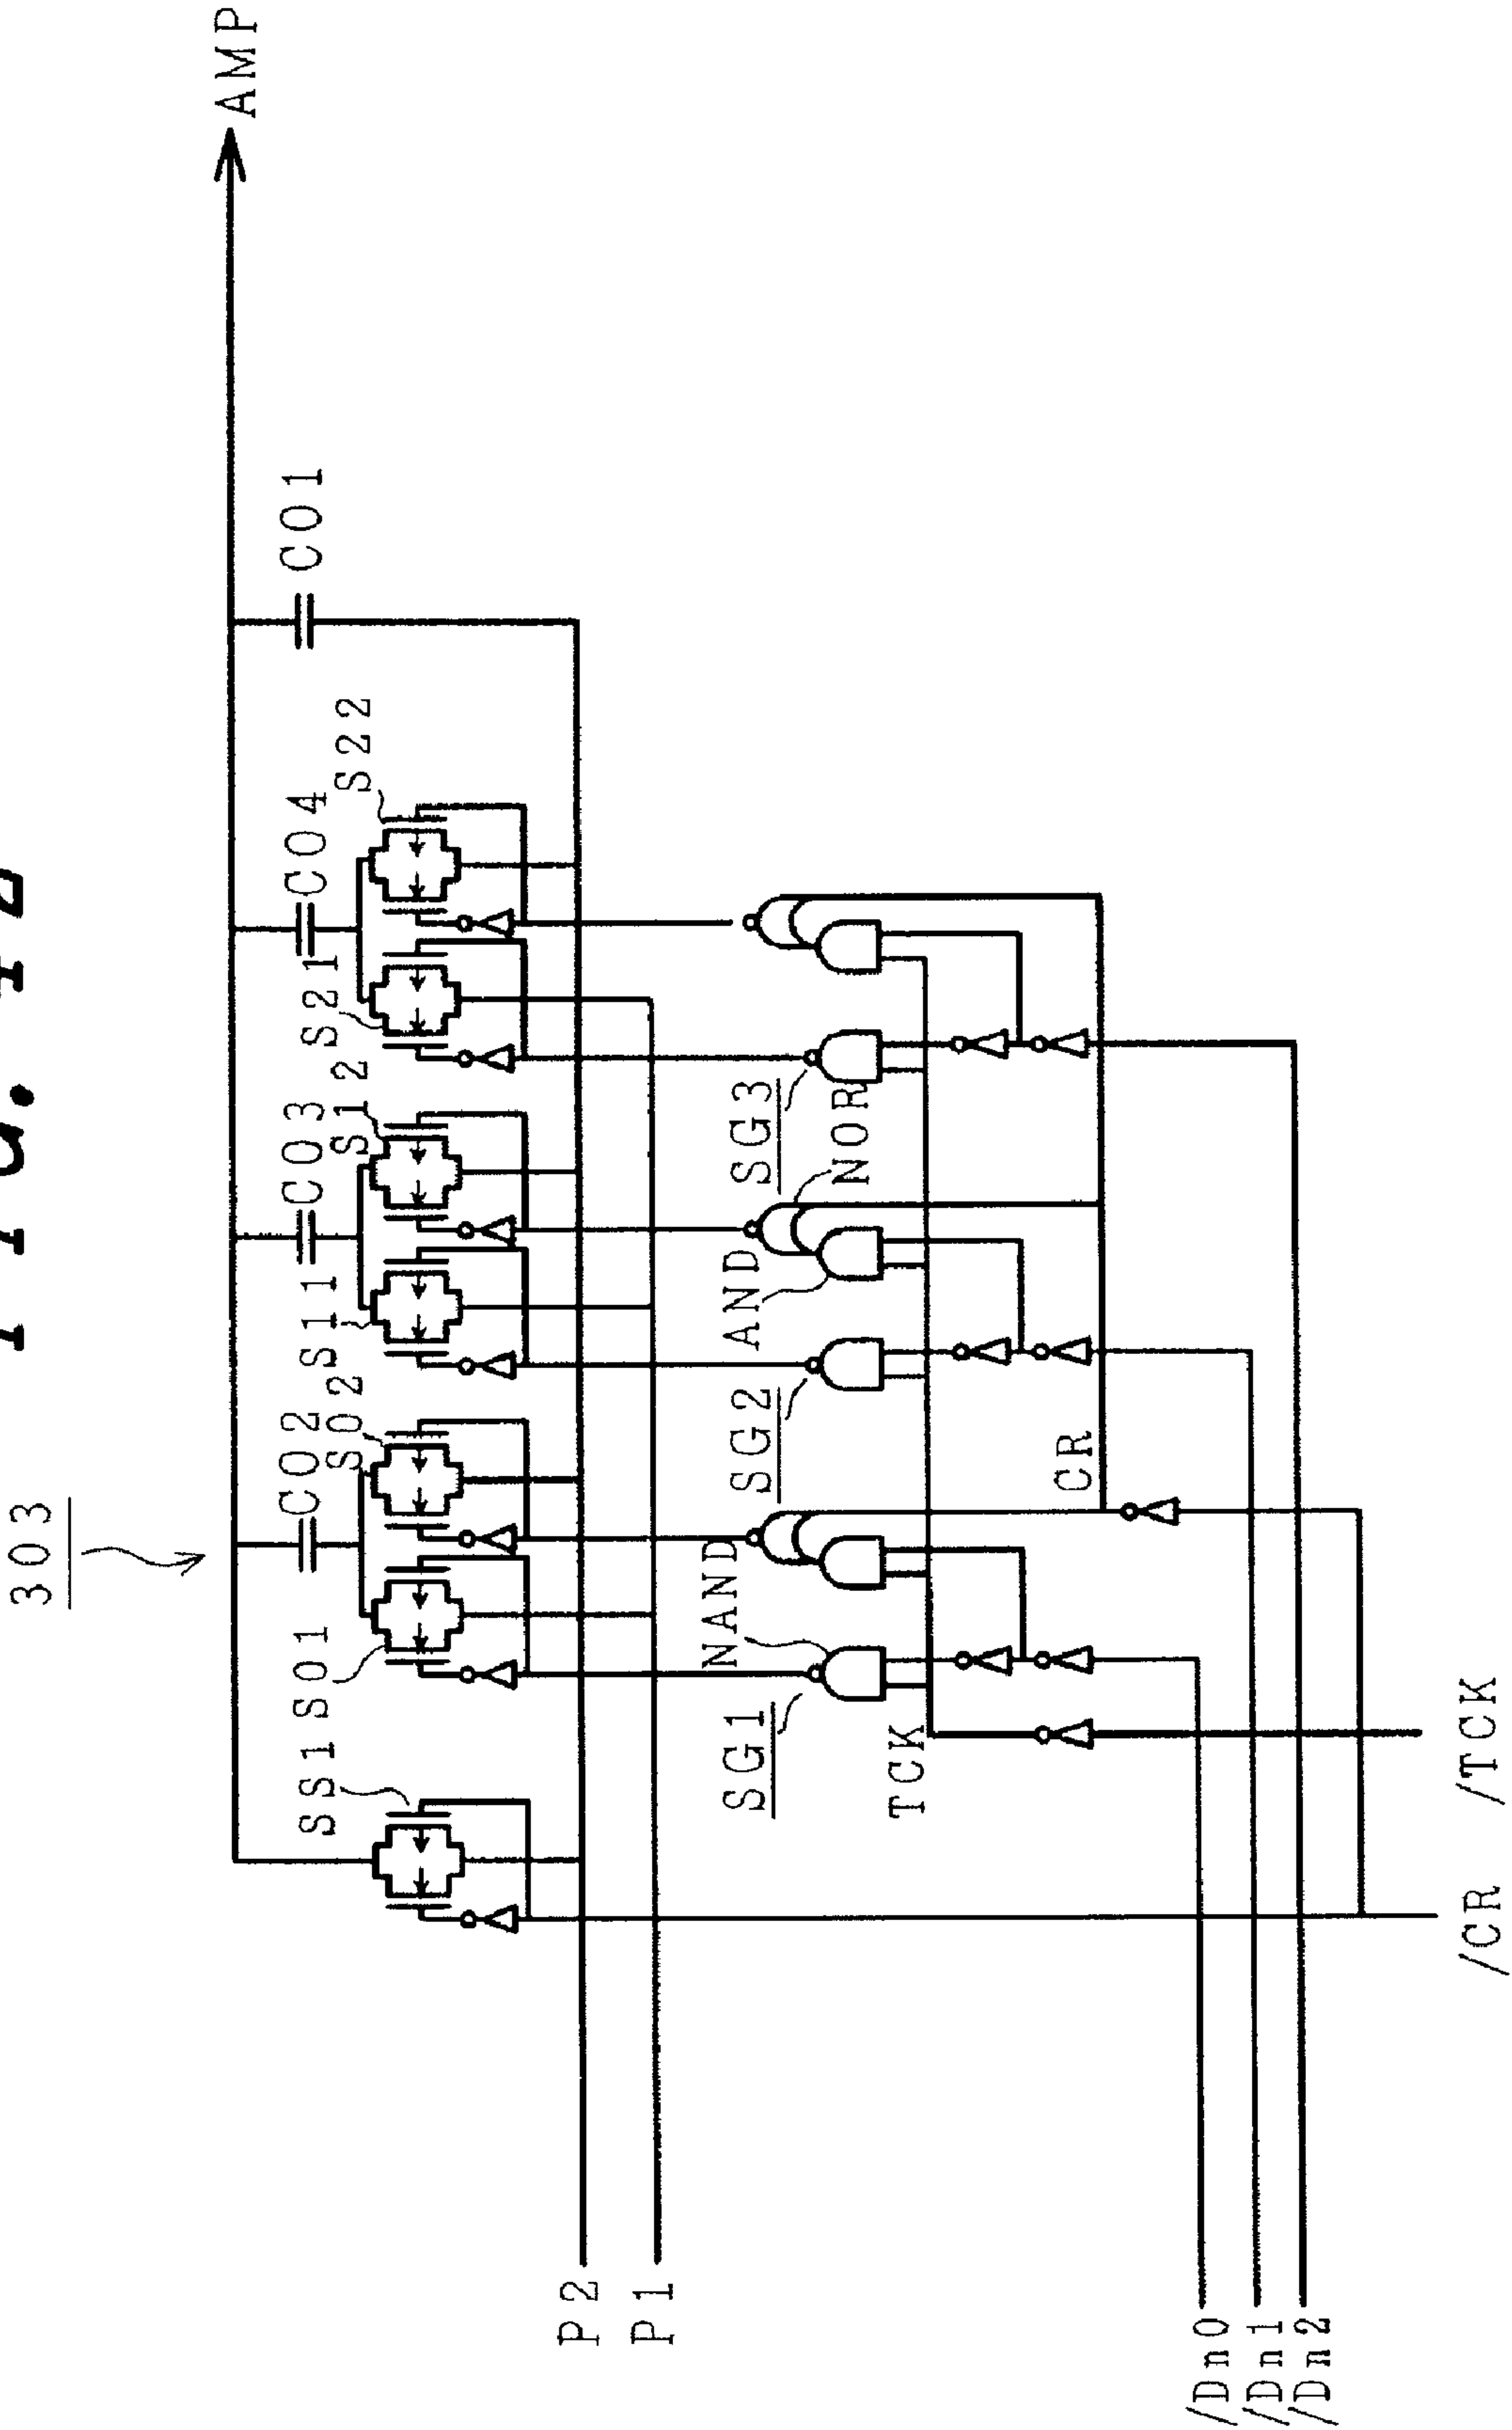 303
AMP
C01
C04
S22
C03
S21
S12
C02
S11
S02
SS1
S01
P2
P1
NAND
AND
NOR
SG1
SG2
SG3
TCK
CR
/Dn0
/Dn1
/Dn2
/CR
/TCK